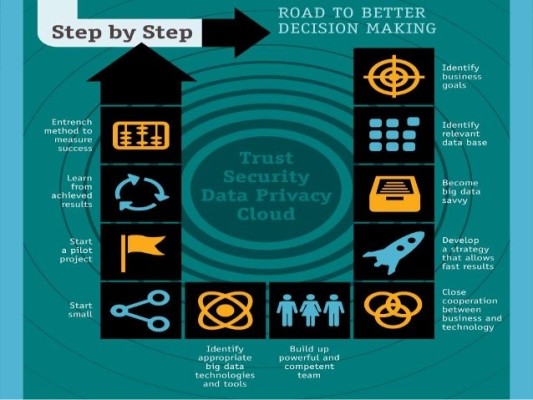 Step by Step
ROAD TO BETTER
DECISION MAKING
Identify
business
goals
Identify
relevant
data base
Become
big data
savvy
Develop
a strategy
that allows
fast results
Close
cooperation
between
business and
technology
Build up
powerful and
competent
team
Identify
appropriate
big data
technologies
and tools
Start
small
Start
a pilot
project
Learn
from
achieved
results
Entrench
method to
measure
success
Trust
Security
Data Privacy
Cloud